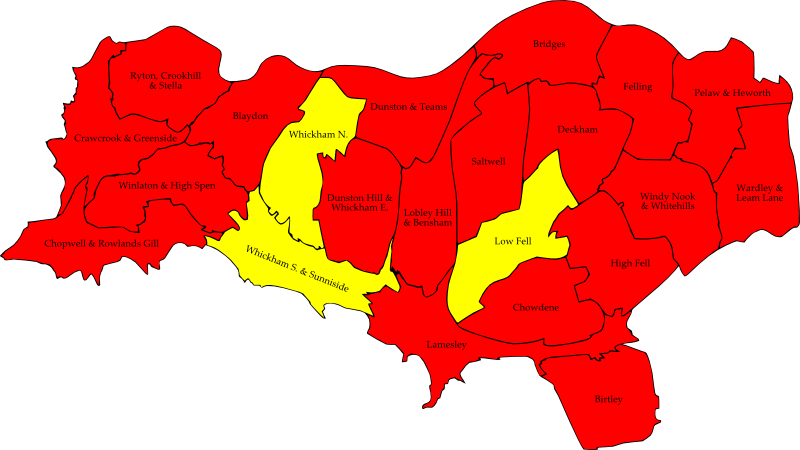 Bridges
Ryton, Crookhill
& Stella
Felling
Pelaw & Heworth
Dunston & Teams
Blaydon
Whickham N.
Deckham
Crawcrook & Greenside
Saltwell
Winlaton & High Spen
Dunston Hill &
Whickham E.
Windy Nook
& Whitehills
Wardley &
Leam Lane
Lobley Hill
& Bensham
Chopwell & Rowlands Gill
Low Fell
Whickham S. & Sunniside
High Fell
Chowdene
Lamesley
Birtley